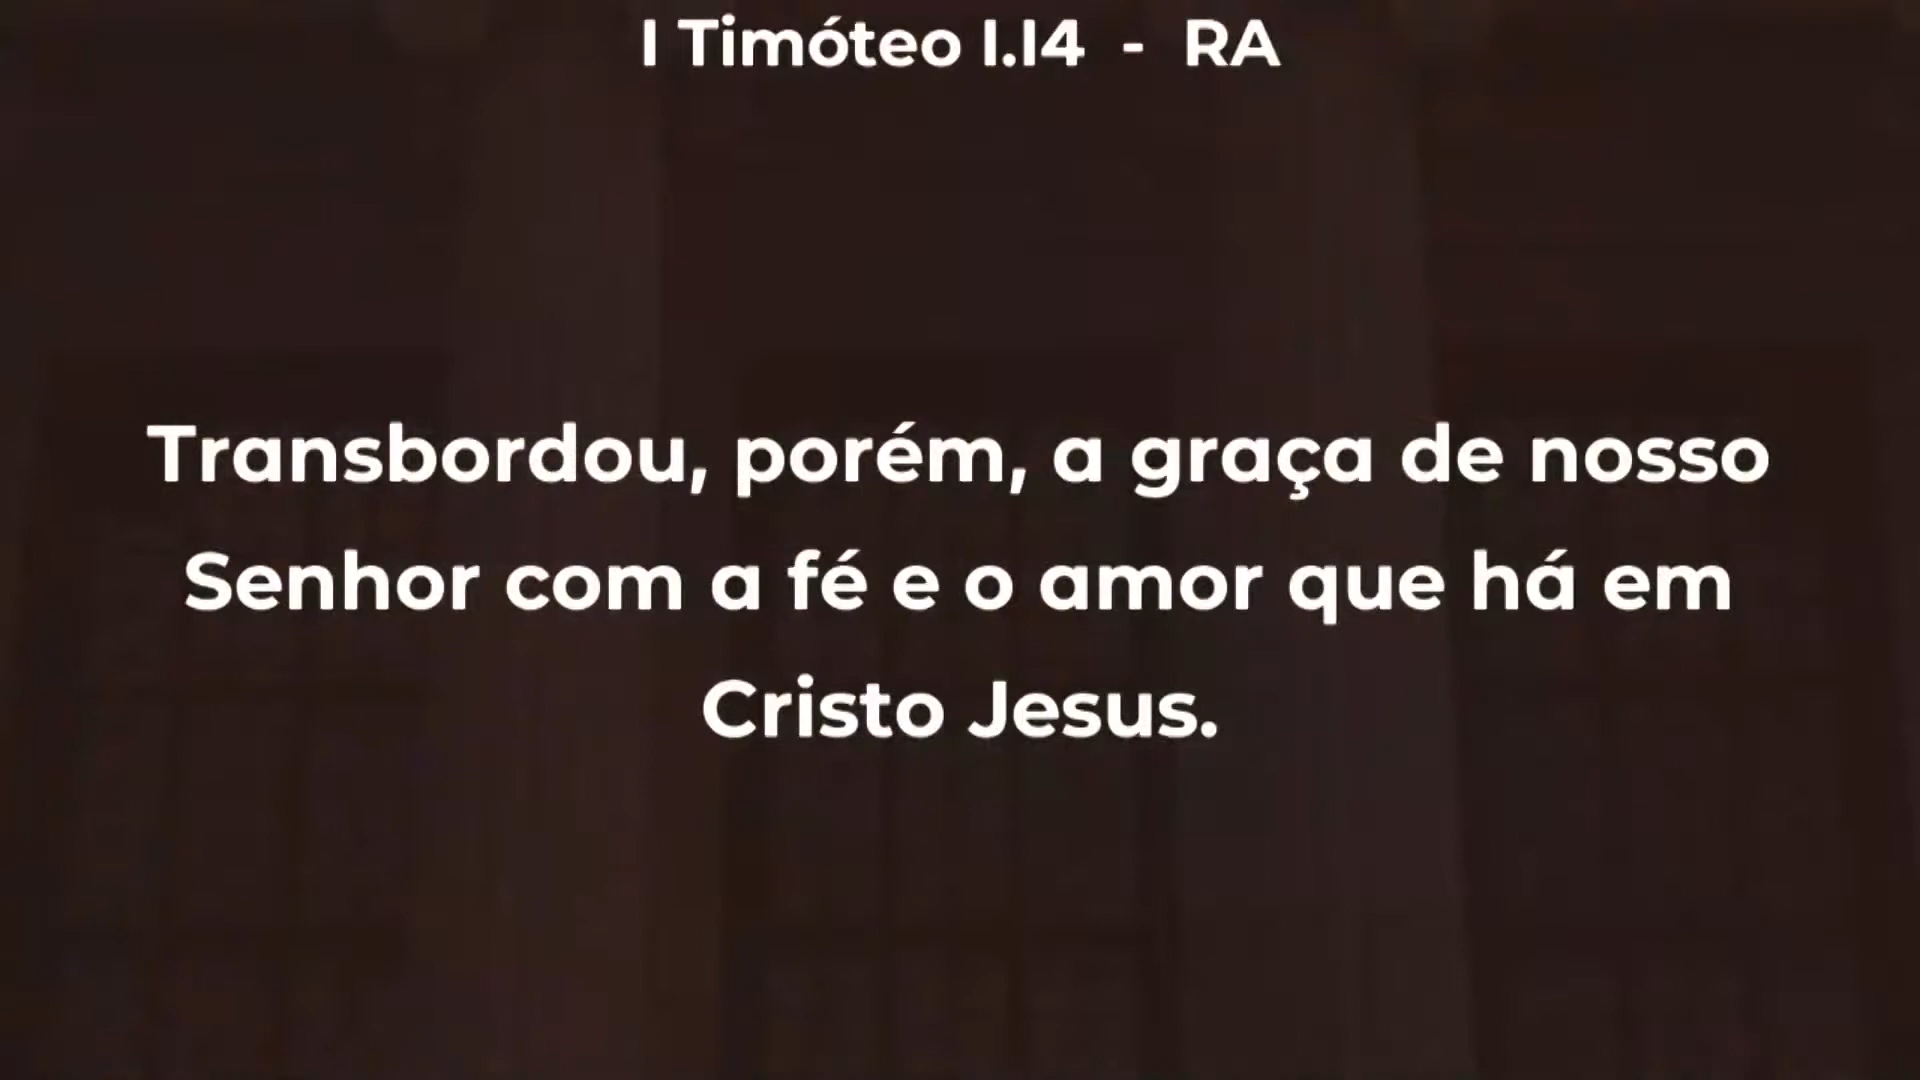 I Timóteo 1.14 - RA
Transbordou, porém, a graça de nosso
Senhor com a fé e o amor que há em
Cristo Jesus.